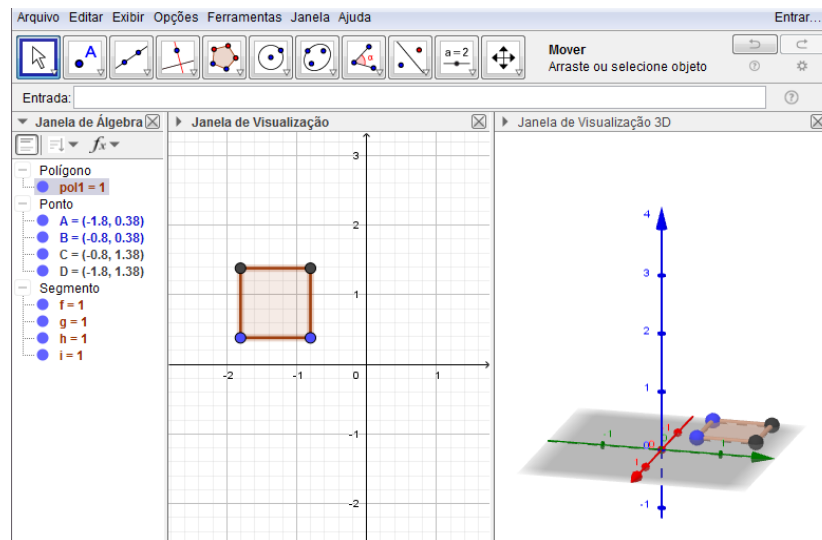 Arquivo Editar Exibir Opções Ferramentas Janela Ajuda Entrar...
A
α
a = 2
Mover
Arraste ou selecione objeto
Entrada:
Janela de Álgebra
Janela de Visualização
Janela de Visualização 3D
fx
Polígono
pol1 = 1
Ponto
A = (-1.8, 0.38)
B = (-0.8, 0.38)
C = (-0.8, 1.38)
D = (-1.8, 1.38)
Segmento
f = 1
g = 1
h = 1
i = 1
3
2
1
-2 -1 0 1
-1
-2
4
3
2
1
-1